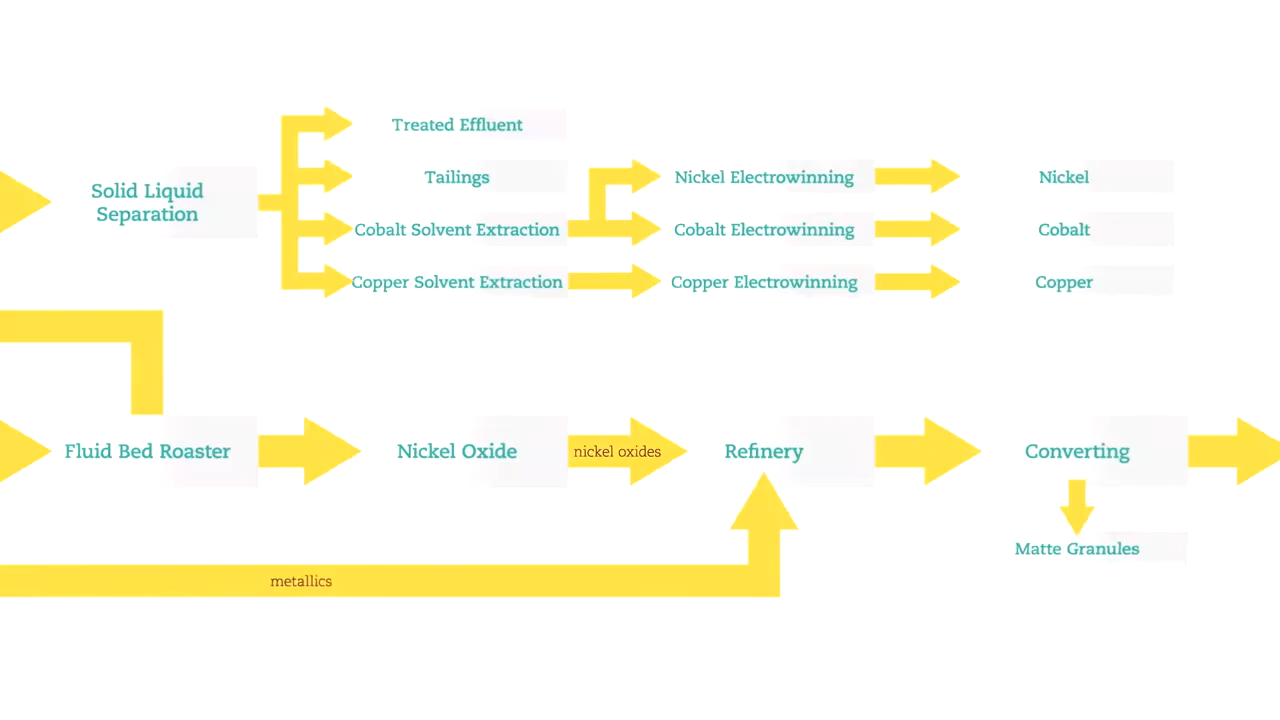 Treated Effluent
Solid Liquid
Separation
Tailings
Nickel Electrowinning
Nickel
Cobalt Solvent Extraction
Cobalt Electrowinning
Cobalt
Copper Solvent Extraction
Copper Electrowinning
Copper
Fluid Bed Roaster
Nickel Oxide
nickel oxides
Refinery
Converting
Matte Granules
metallics